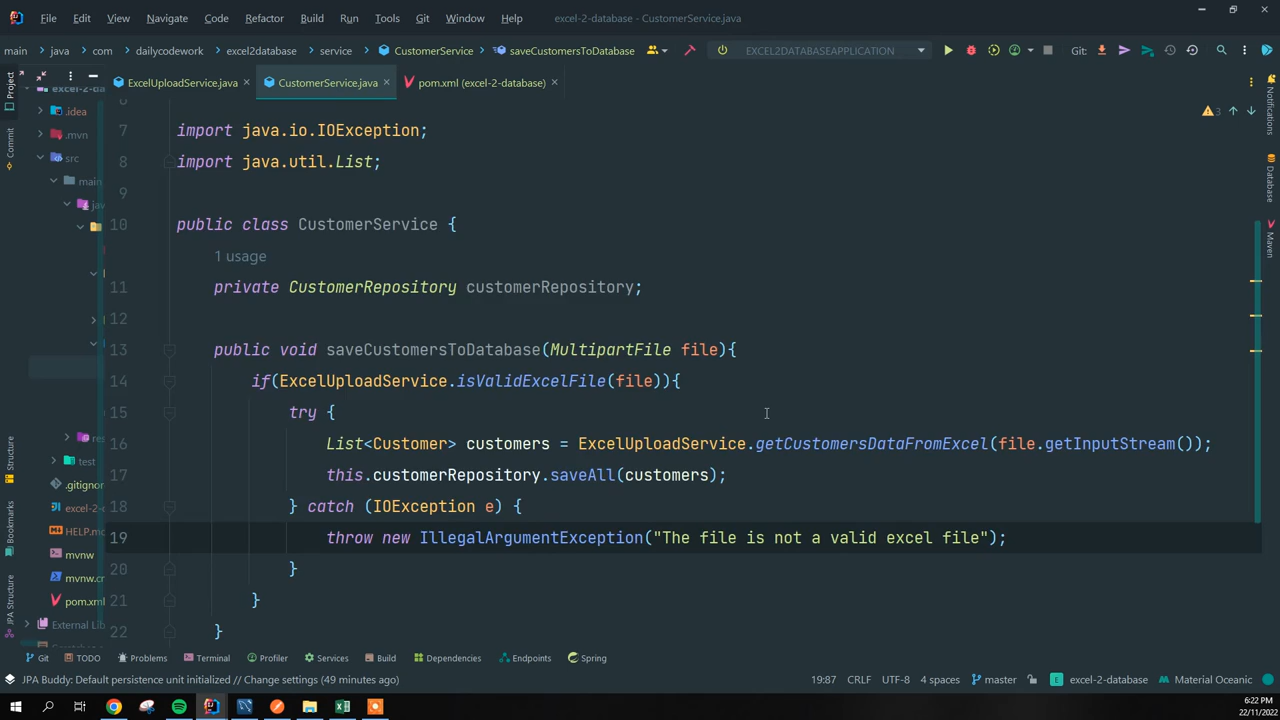 File Edit View Navigate Code Refactor Build Run Tools Git Window Help excel-2-database - CustomerService.java
main java com dailycodework excel2database service CustomerService saveCustomersToDatabase EXCEL2DATABASEAPPLICATION Git:
ExcelUploadService.java CustomerService.java pom.xml (excel-2-database)
Project
Commit
Structure
Bookmarks
JPA Structure
.idea
.mvn
src
main
test
.gitignore
HELP.m
mvnw
mvnw.c
pom.xml
External Lib
7 import java.io.IOException;
8 import java.util.List;
9
10 public class CustomerService {
1 usage
11 private CustomerRepository customerRepository;
12
13 public void saveCustomersToDatabase(MultipartFile file){
14 if(ExcelUploadService.isValidExcelFile(file)){
15 try {
16 List<Customer> customers = ExcelUploadService.getCustomersDataFromExcel(file.getInputStream());
17 this.customerRepository.saveAll(customers);
18 } catch (IOException e) {
19 throw new IllegalArgumentException("The file is not a valid excel file");
20 }
21 }
22 }
3
Notifications
Database
Maven
Git TODO Problems Terminal Profiler Services Build Dependencies Endpoints Spring
JPA Buddy: Default persistence unit initialized // Change settings (49 minutes ago) 19:87 CRLF UTF-8 4 spaces master excel-2-database Material Oceanic
6:22 PM
22/11/2022